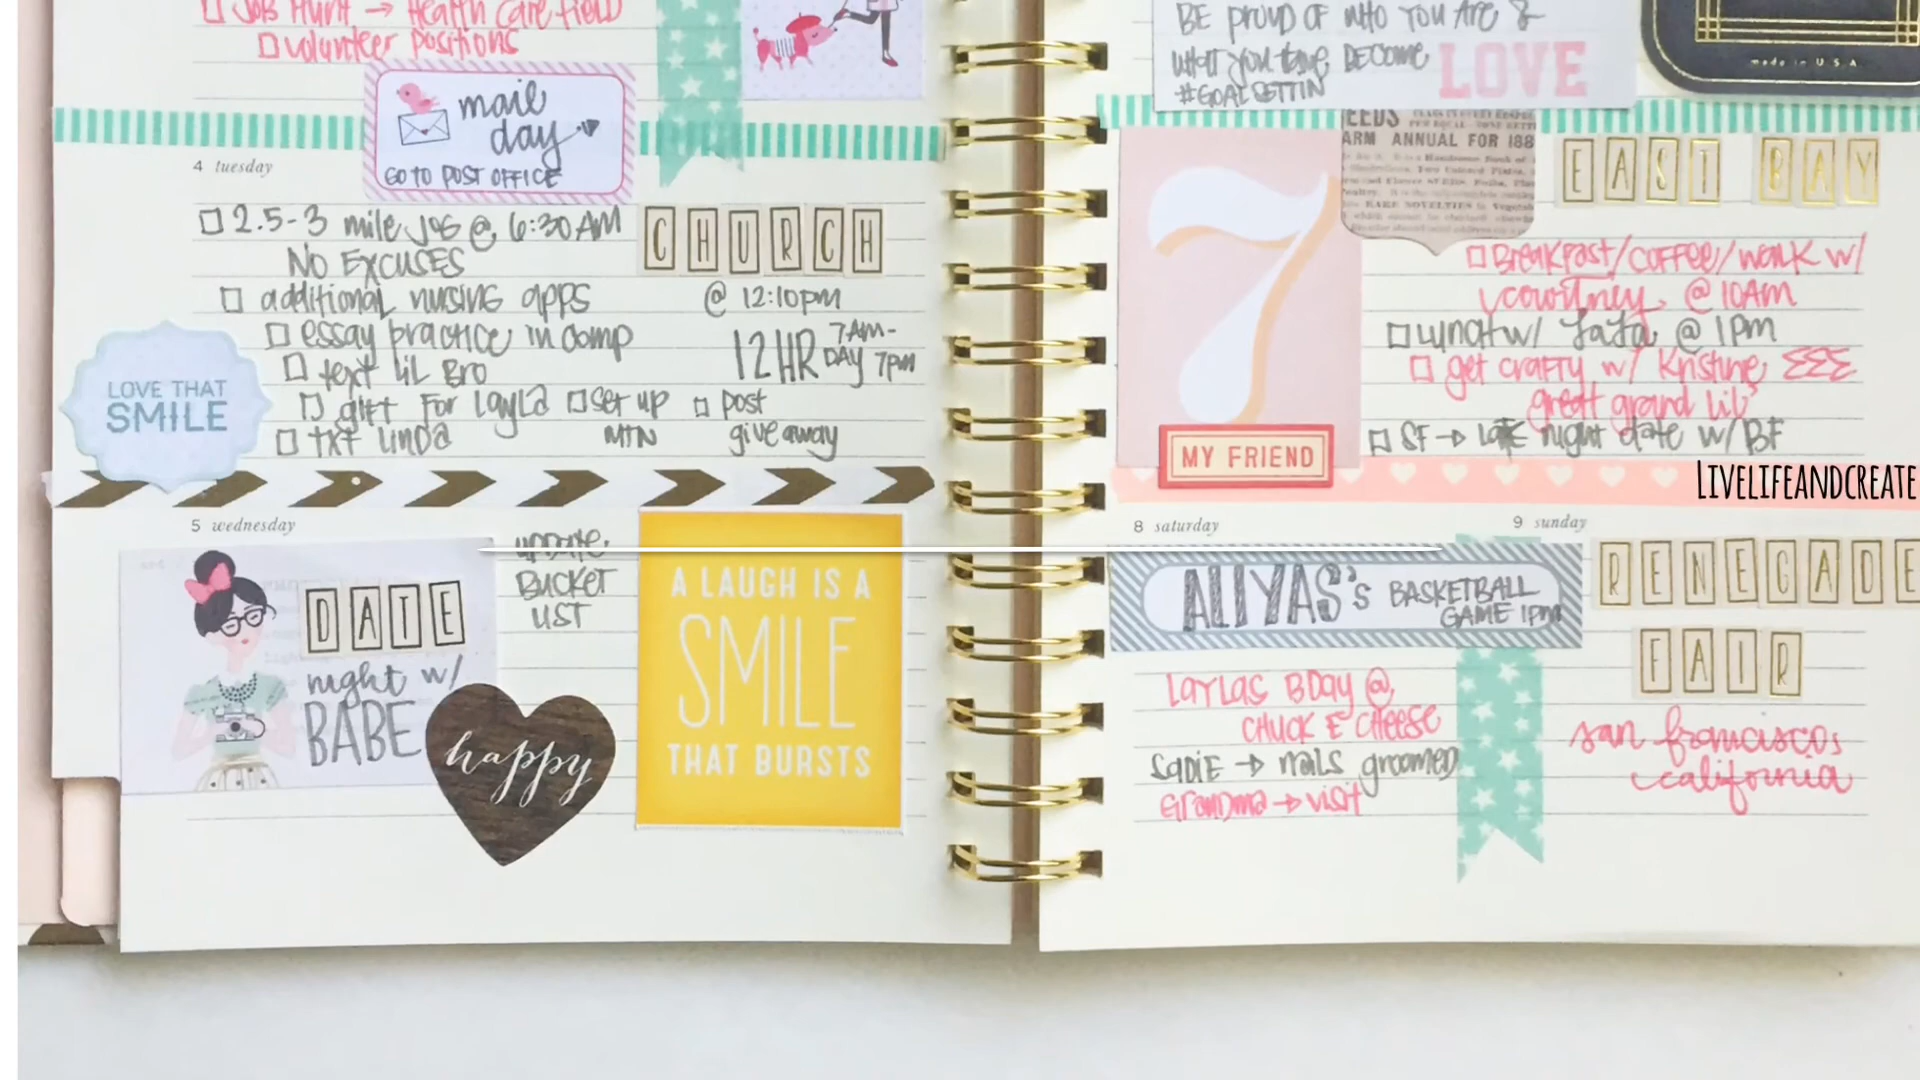 □ JOB HUNT → Health Care Field
□ volunteer positions
mail
day
GO TO POST OFFICE
4 tuesday
□ 2.5-3 mile JOG @ 6:30AM
NO EXCUSES
CHURCH
@ 12:10pm
□ additional nursing apps
□ essay practice in comp
□ text lil Bro
12HR DAY 7AM-7pm
□ gift For Layla □ set up MTN □ post giveaway
□ txt linda
LOVE THAT
SMILE
5 wednesday
DATE
night w/
BABE
UPDATE
BUCKET
LIST
happy
A LAUGH IS A
SMILE
THAT BURSTS
BE PROUD OF WHO YOU ARE &
what you have BECOME
#GOALSETTIN
LOVE
made in U.S.A.
ARM ANNUAL FOR 188
7
MY FRIEND
EAST BAY
□ Breakfast/coffee/walk w/
courtney @ 10AM
□ LUNCH w/ @ 1pm
□ get crafty w/ Kristine
great grand lil'
□ SF → late night date w/ BF
LIVELIFEANDCREATE
8 saturday
ALIYAS's BASKETBALL
GAME 1PM
LAYLAS BDAY @
CHUCK E CHEESE
SADIE → nails groomed
Grandma → visit
9 sunday
RENEGADE
FAIR
san francisco,
california